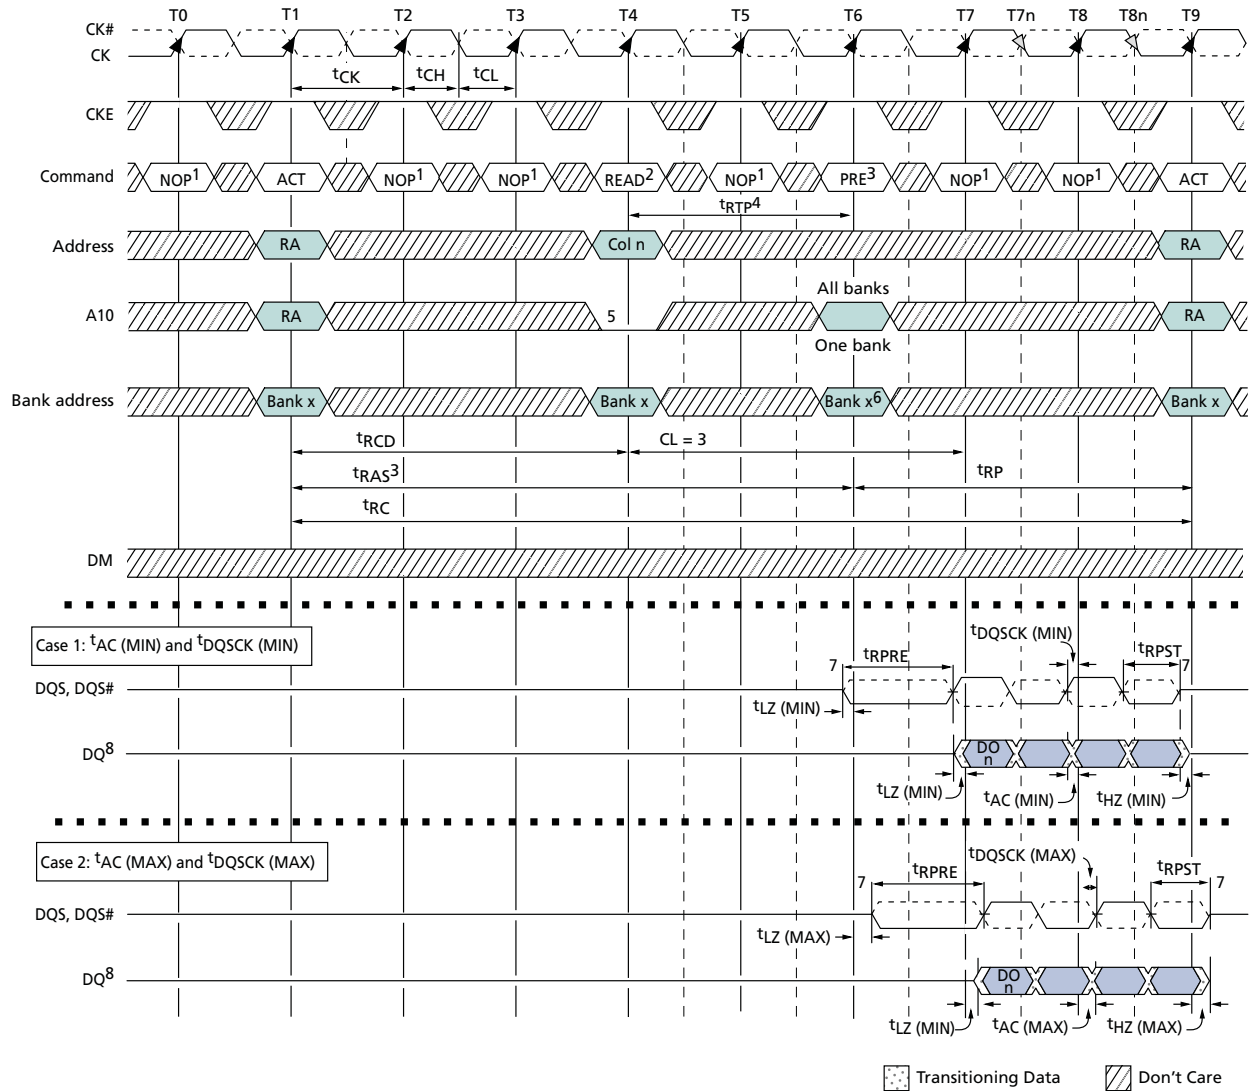 T0 T1 T2 T3 T4 T5 T6 T7 T7n T8 T8n T9
CK#
CK
tCK tCH tCL
CKE
Command NOP1 ACT NOP1 NOP1 READ2 NOP1 PRE3 NOP1 NOP1 ACT
tRTP4
Address RA Col n RA
All banks
A10 RA 5 RA
One bank
Bank address Bank x Bank x Bank x6 Bank x
tRCD CL = 3
tRAS3 tRP
tRC
DM
Case 1: tAC (MIN) and tDQSCK (MIN)
tDQSCK (MIN)
7 tRPRE tRPST 7
DQS, DQS#
tLZ (MIN)
DQ8 DO n
tLZ (MIN) tAC (MIN) tHZ (MIN)
Case 2: tAC (MAX) and tDQSCK (MAX)
tDQSCK (MAX)
7 tRPRE tRPST 7
DQS, DQS#
tLZ (MAX)
DQ8 DO n
tLZ (MIN) tAC (MAX) tHZ (MAX)
Transitioning Data Don't Care